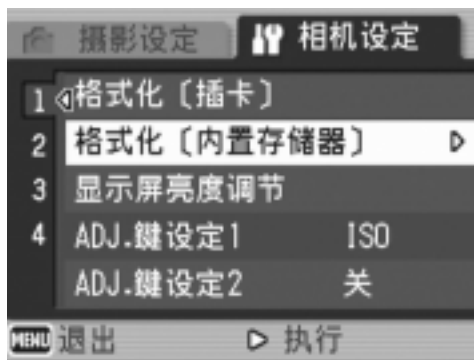 摄影设定 相机设定
1 格式化〔插卡〕
2 格式化〔内置存储器〕
3 显示屏亮度调节
4 ADJ.鍵设定1 ISO
ADJ.鍵设定2 关
MENU 退出 执行